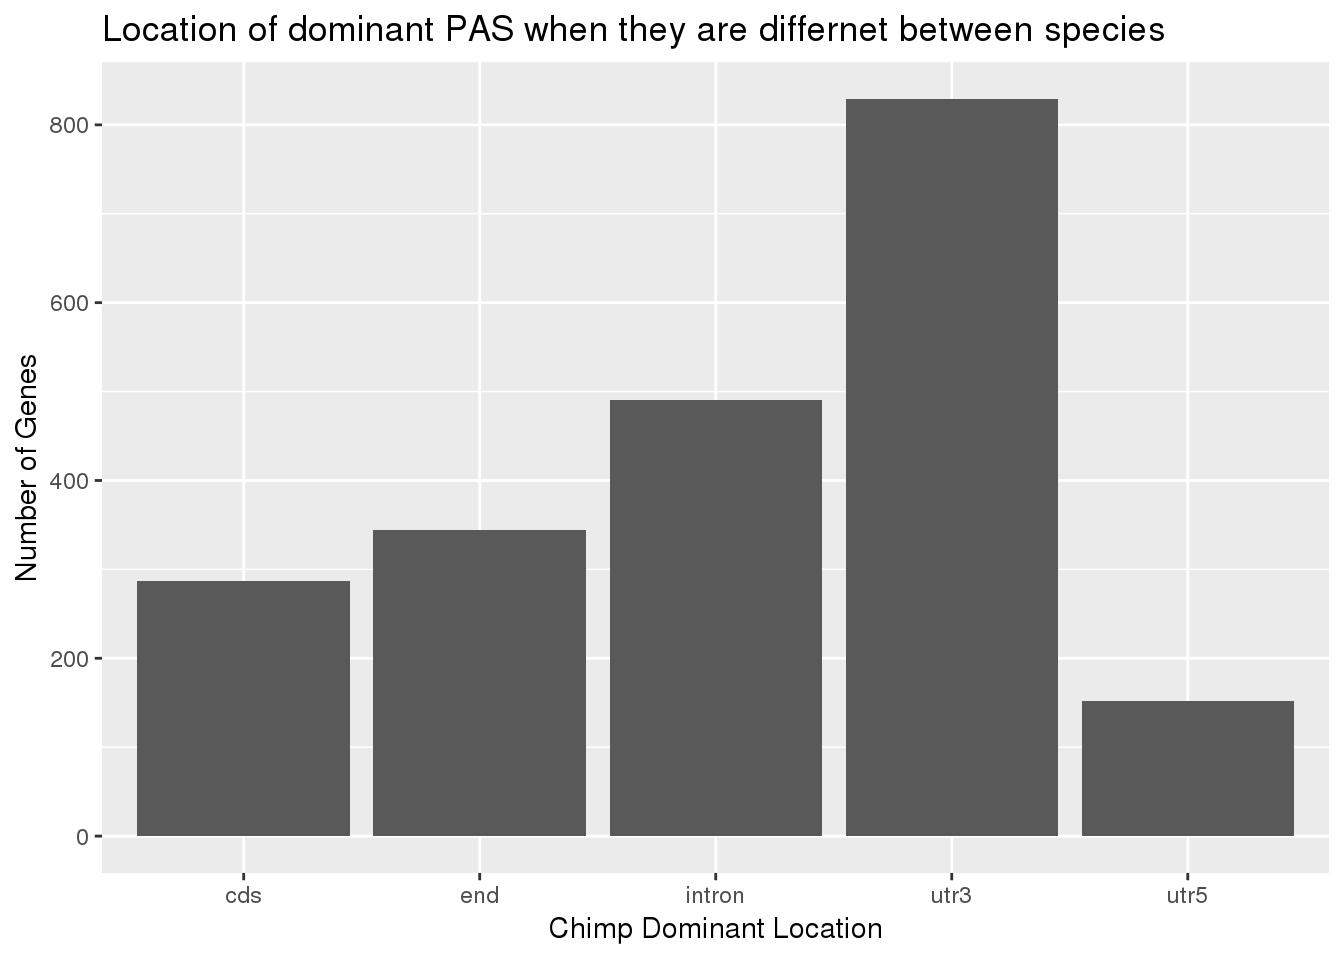 Location of dominant PAS when they are differnet between species
Number of Genes
800
600
400
200
0
cds
end
intron
utr3
utr5
Chimp Dominant Location